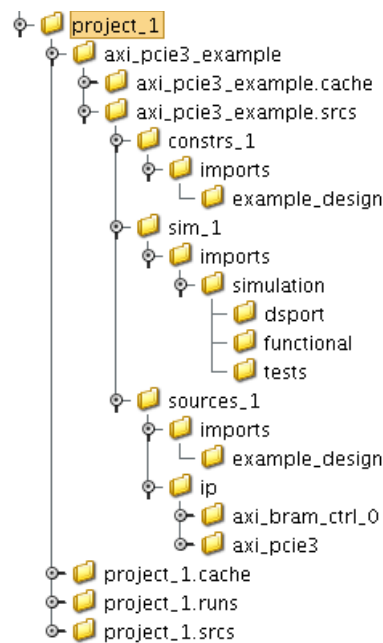 project_1
axi_pcie3_example
axi_pcie3_example.cache
axi_pcie3_example.srcs
constrs_1
imports
example_design
sim_1
imports
simulation
dsport
functional
tests
sources_1
imports
example_design
ip
axi_bram_ctrl_0
axi_pcie3
project_1.cache
project_1.runs
project_1.srcs